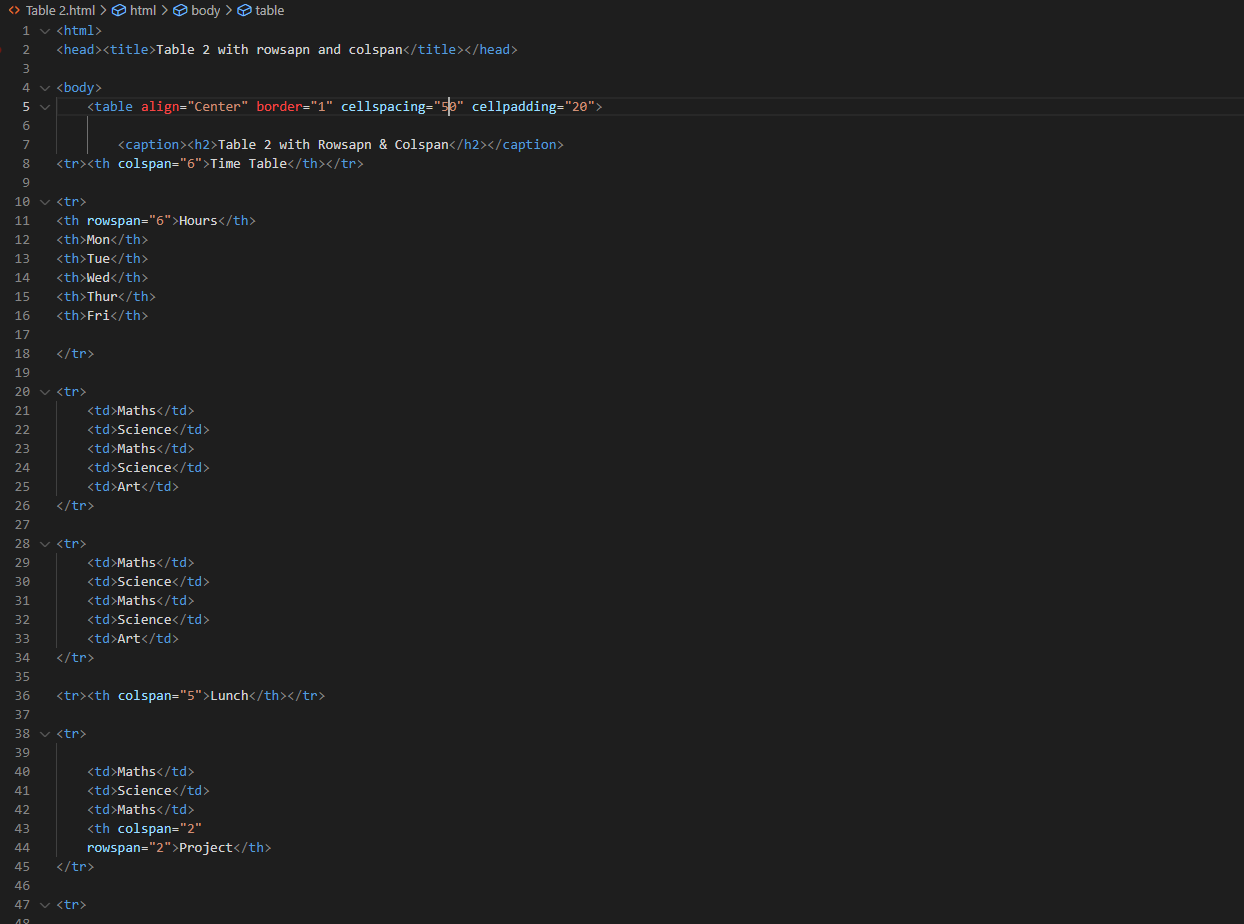 Table 2.html > html > body > table
1 <html>
2 <head><title>Table 2 with rowsapn and colspan</title></head>
3
4 <body>
5 <table align="Center" border="1" cellspacing="50" cellpadding="20">
6
7 <caption><h2>Table 2 with Rowsapn & Colspan</h2></caption>
8 <tr><th colspan="6">Time Table</th></tr>
9
10 <tr>
11 <th rowspan="6">Hours</th>
12 <th>Mon</th>
13 <th>Tue</th>
14 <th>Wed</th>
15 <th>Thur</th>
16 <th>Fri</th>
17
18 </tr>
19
20 <tr>
21 <td>Maths</td>
22 <td>Science</td>
23 <td>Maths</td>
24 <td>Science</td>
25 <td>Art</td>
26 </tr>
27
28 <tr>
29 <td>Maths</td>
30 <td>Science</td>
31 <td>Maths</td>
32 <td>Science</td>
33 <td>Art</td>
34 </tr>
35
36 <tr><th colspan="5">Lunch</th></tr>
37
38 <tr>
39
40 <td>Maths</td>
41 <td>Science</td>
42 <td>Maths</td>
43 <th colspan="2"
44 rowspan="2">Project</th>
45 </tr>
46
47 <tr>
48